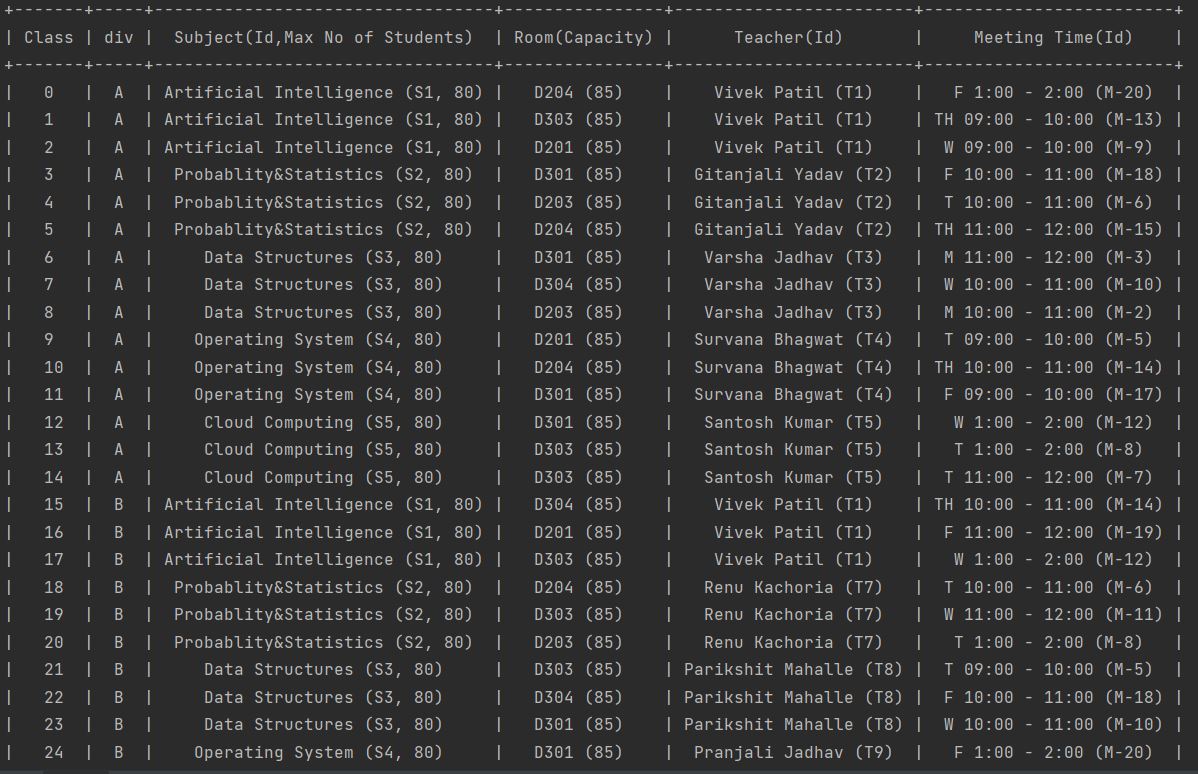 +-------+-----+----------------------------------+----------------+------------------------+-------------------------+
| Class | div |  Subject(Id,Max No of Students)  | Room(Capacity) |      Teacher(Id)       |     Meeting Time(Id)    |
+-------+-----+----------------------------------+----------------+------------------------+-------------------------+
|   0   |  A  | Artificial Intelligence (S1, 80) |   D204 (85)    |    Vivek Patil (T1)    |   F 1:00 - 2:00 (M-20)  |
|   1   |  A  | Artificial Intelligence (S1, 80) |   D303 (85)    |    Vivek Patil (T1)    | TH 09:00 - 10:00 (M-13) |
|   2   |  A  | Artificial Intelligence (S1, 80) |   D201 (85)    |    Vivek Patil (T1)    |  W 09:00 - 10:00 (M-9)  |
|   3   |  A  |  Probablity&Statistics (S2, 80)  |   D301 (85)    |  Gitanjali Yadav (T2)  |  F 10:00 - 11:00 (M-18) |
|   4   |  A  |  Probablity&Statistics (S2, 80)  |   D203 (85)    |  Gitanjali Yadav (T2)  |  T 10:00 - 11:00 (M-6)  |
|   5   |  A  |  Probablity&Statistics (S2, 80)  |   D204 (85)    |  Gitanjali Yadav (T2)  | TH 11:00 - 12:00 (M-15) |
|   6   |  A  |     Data Structures (S3, 80)     |   D301 (85)    |   Varsha Jadhav (T3)   |  M 11:00 - 12:00 (M-3)  |
|   7   |  A  |     Data Structures (S3, 80)     |   D304 (85)    |   Varsha Jadhav (T3)   |  W 10:00 - 11:00 (M-10) |
|   8   |  A  |     Data Structures (S3, 80)     |   D203 (85)    |   Varsha Jadhav (T3)   |  M 10:00 - 11:00 (M-2)  |
|   9   |  A  |    Operating System (S4, 80)     |   D201 (85)    |  Survana Bhagwat (T4)  |  T 09:00 - 10:00 (M-5)  |
|   10  |  A  |    Operating System (S4, 80)     |   D204 (85)    |  Survana Bhagwat (T4)  | TH 10:00 - 11:00 (M-14) |
|   11  |  A  |    Operating System (S4, 80)     |   D301 (85)    |  Survana Bhagwat (T4)  |  F 09:00 - 10:00 (M-17) |
|   12  |  A  |     Cloud Computing (S5, 80)     |   D301 (85)    |   Santosh Kumar (T5)   |   W 1:00 - 2:00 (M-12)  |
|   13  |  A  |     Cloud Computing (S5, 80)     |   D303 (85)    |   Santosh Kumar (T5)   |   T 1:00 - 2:00 (M-8)   |
|   14  |  A  |     Cloud Computing (S5, 80)     |   D303 (85)    |   Santosh Kumar (T5)   |  T 11:00 - 12:00 (M-7)  |
|   15  |  B  | Artificial Intelligence (S1, 80) |   D304 (85)    |    Vivek Patil (T1)    | TH 10:00 - 11:00 (M-14) |
|   16  |  B  | Artificial Intelligence (S1, 80) |   D201 (85)    |    Vivek Patil (T1)    |  F 11:00 - 12:00 (M-19) |
|   17  |  B  | Artificial Intelligence (S1, 80) |   D303 (85)    |    Vivek Patil (T1)    |   W 1:00 - 2:00 (M-12)  |
|   18  |  B  |  Probablity&Statistics (S2, 80)  |   D204 (85)    |   Renu Kachoria (T7)   |  T 10:00 - 11:00 (M-6)  |
|   19  |  B  |  Probablity&Statistics (S2, 80)  |   D303 (85)    |   Renu Kachoria (T7)   |  W 11:00 - 12:00 (M-11) |
|   20  |  B  |  Probablity&Statistics (S2, 80)  |   D203 (85)    |   Renu Kachoria (T7)   |   T 1:00 - 2:00 (M-8)   |
|   21  |  B  |     Data Structures (S3, 80)     |   D303 (85)    | Parikshit Mahalle (T8) |  T 09:00 - 10:00 (M-5)  |
|   22  |  B  |     Data Structures (S3, 80)     |   D304 (85)    | Parikshit Mahalle (T8) |  F 10:00 - 11:00 (M-18) |
|   23  |  B  |     Data Structures (S3, 80)     |   D301 (85)    | Parikshit Mahalle (T8) |  W 10:00 - 11:00 (M-10) |
|   24  |  B  |    Operating System (S4, 80)     |   D301 (85)    |  Pranjali Jadhav (T9)  |   F 1:00 - 2:00 (M-20)  |